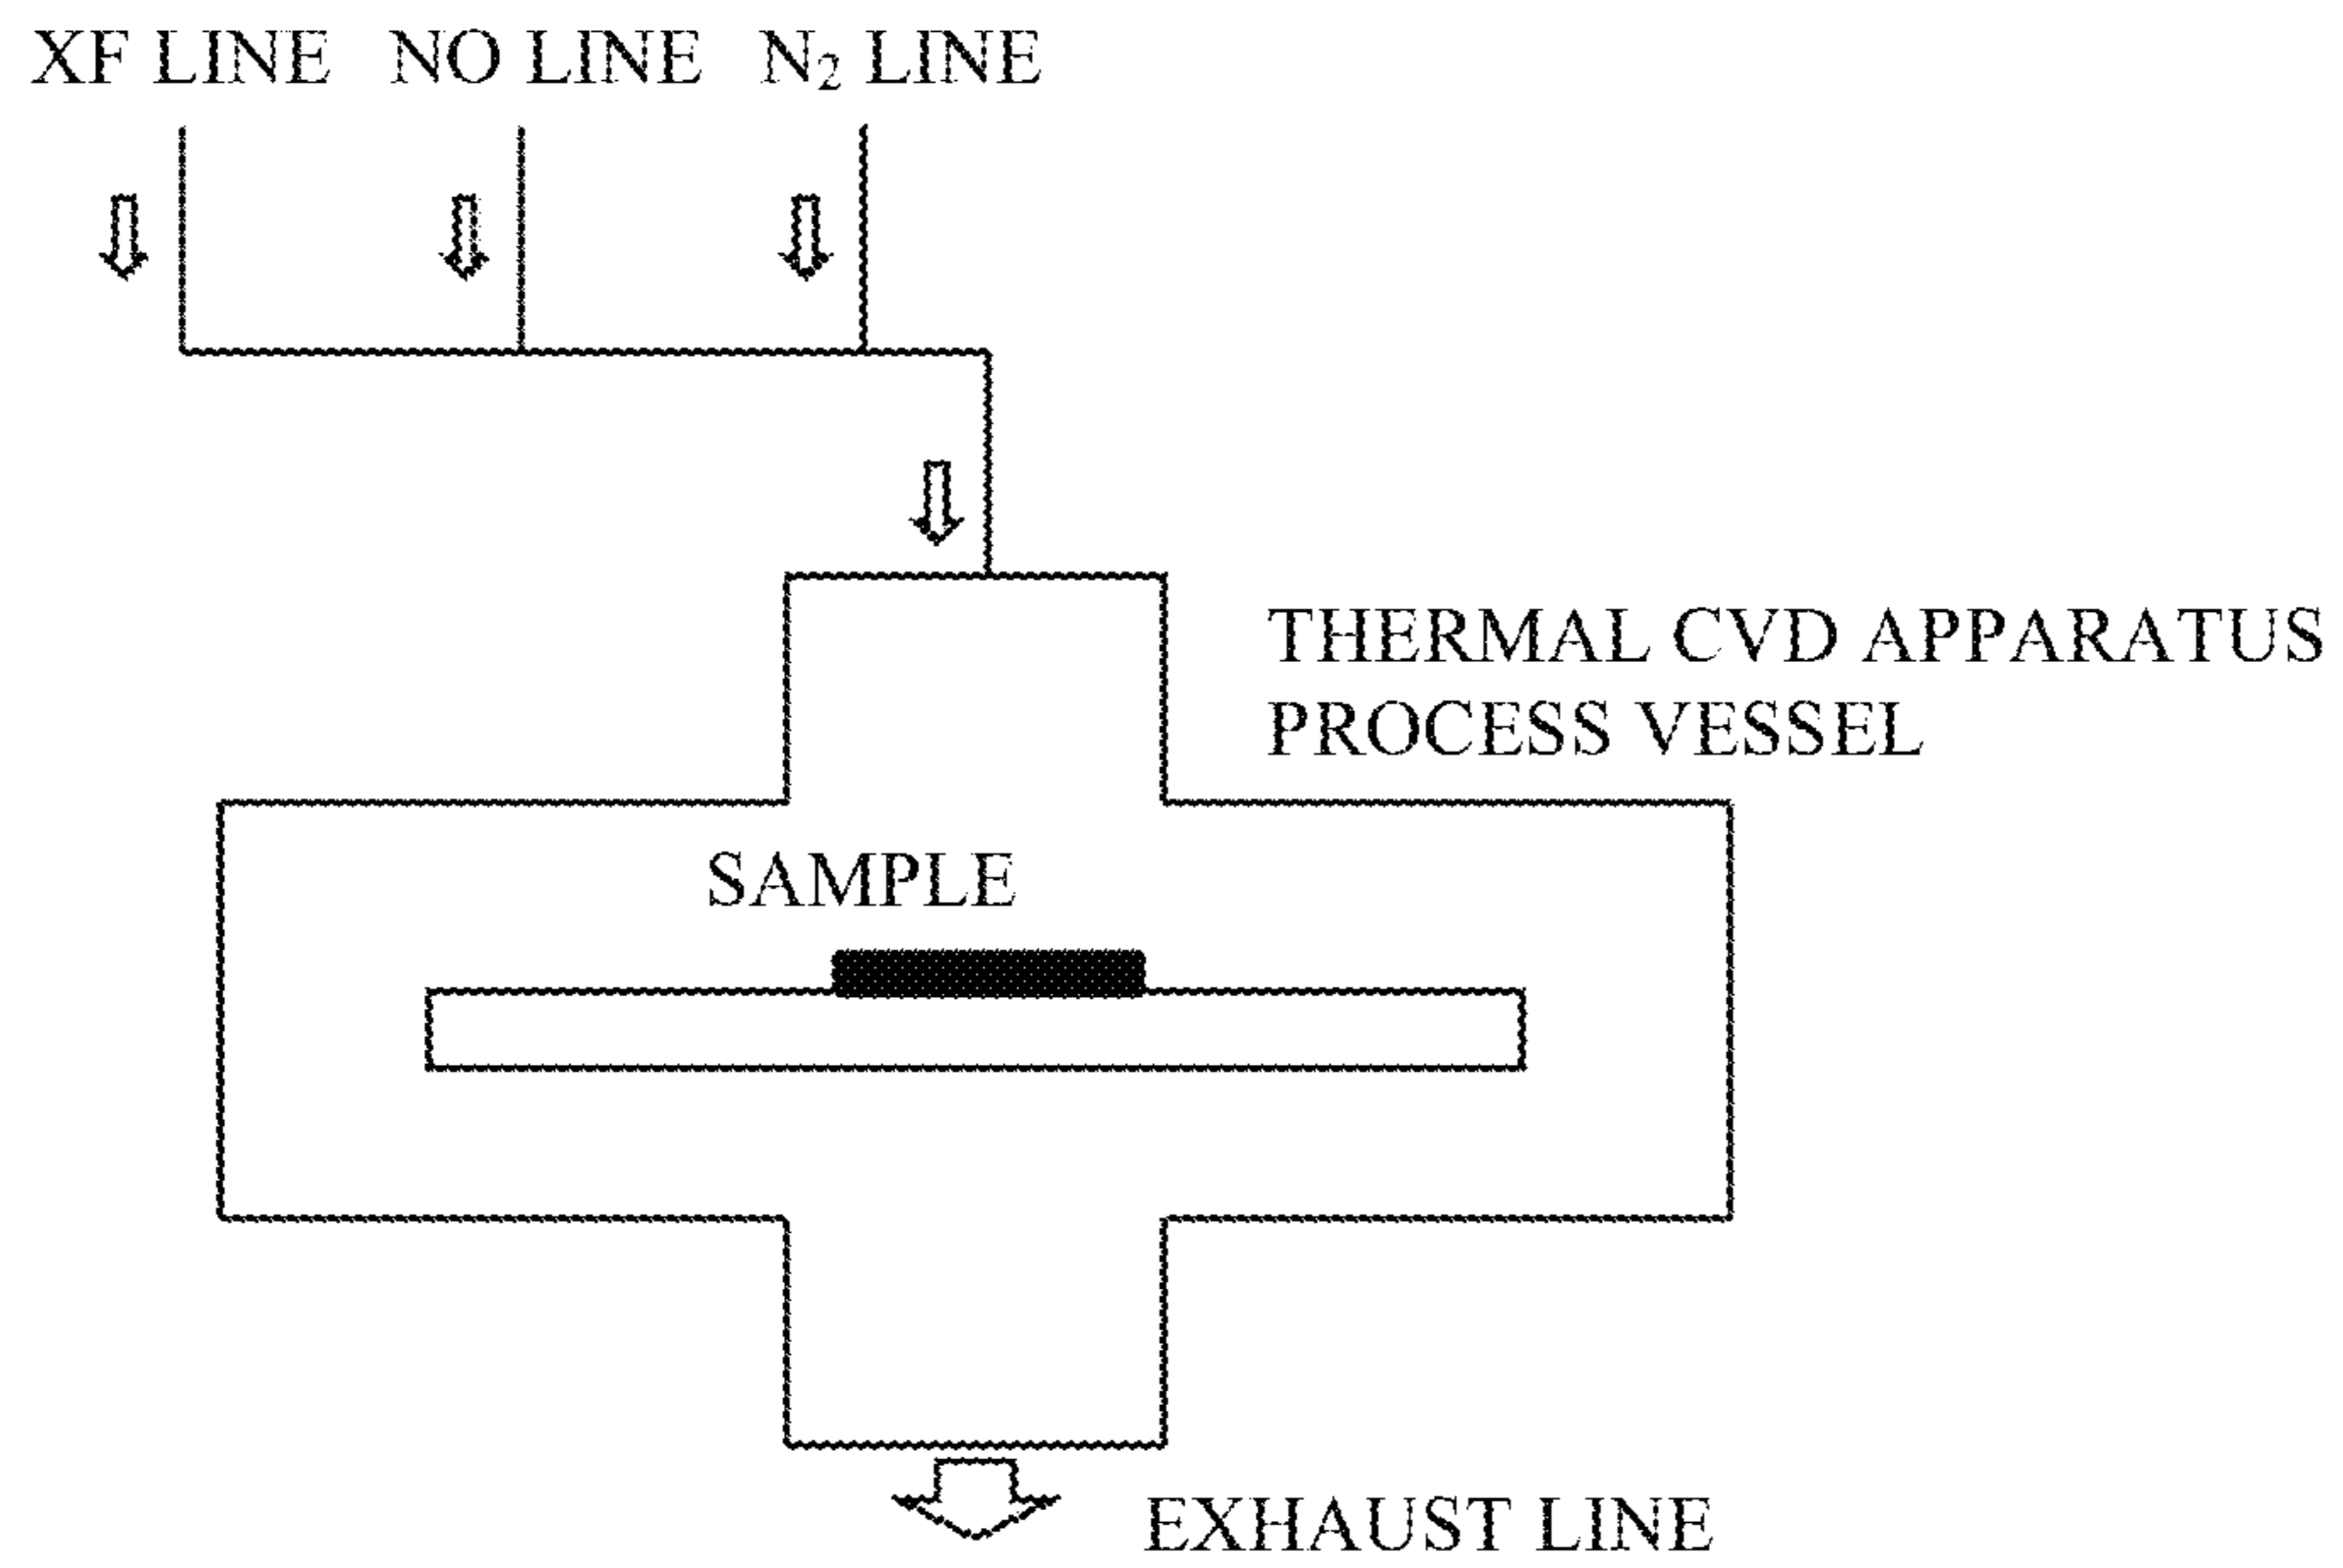 XF LINE NO LINE N₂ LINE
THERMAL CVD APPARATUS
PROCESS VESSEL
SAMPLE
EXHAUST LINE